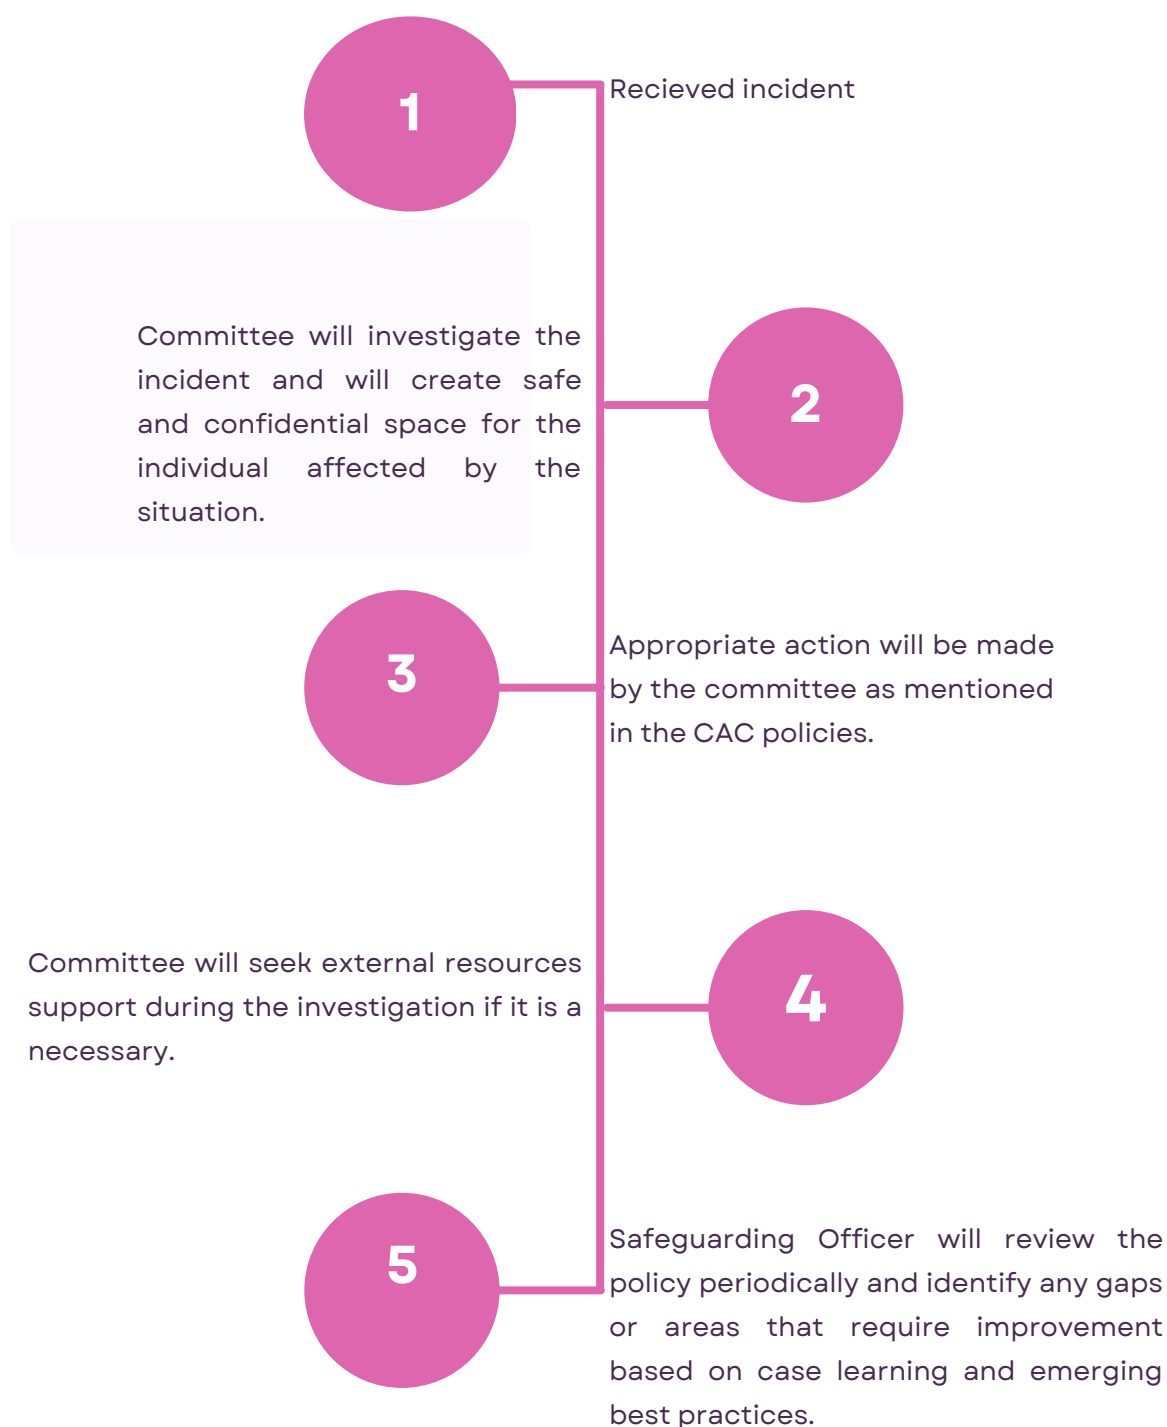 1
Recieved incident
Committee will investigate the
incident and will create safe
and confidential space for the
individual affected by the
situation.
2
3
Appropriate action will be made
by the committee as mentioned
in the CAC policies.
Committee will seek external resources
support during the investigation if it is a
necessary.
4
5
Safeguarding Officer will review the
policy periodically and identify any gaps
or areas that require improvement
based on case learning and emerging
best practices.